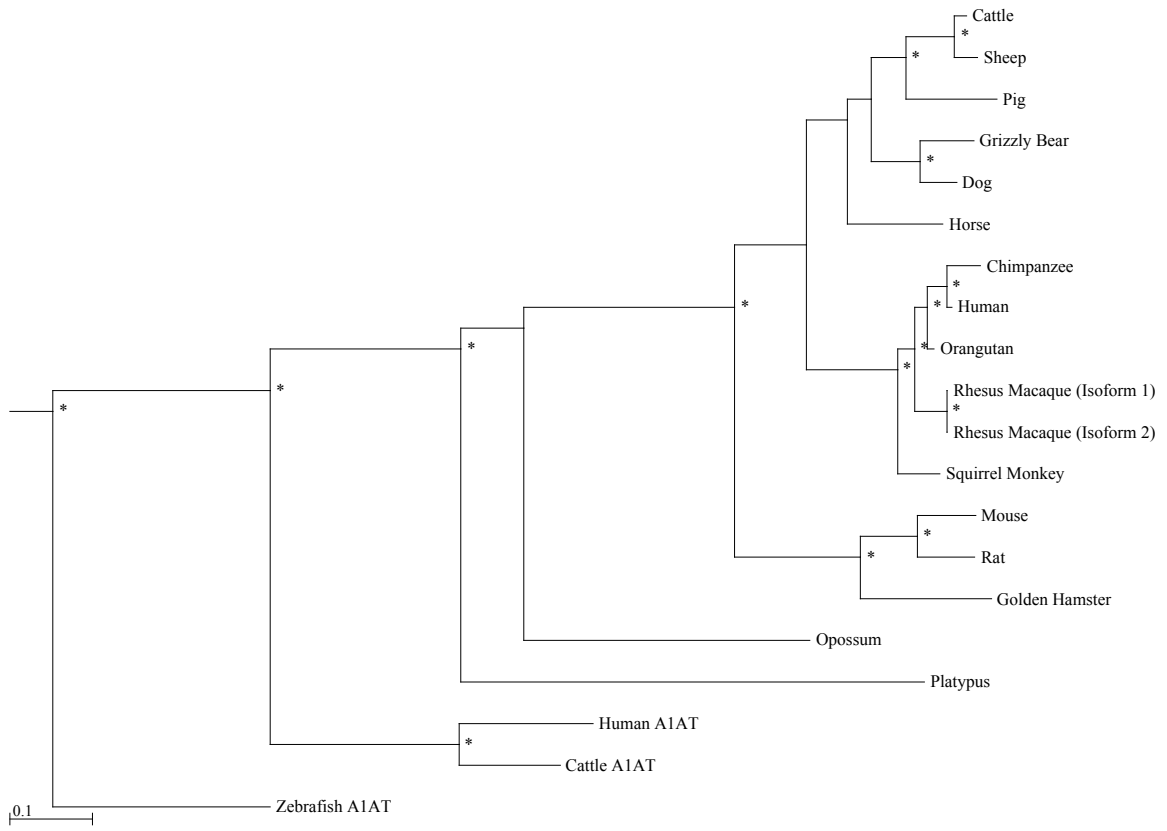 Cattle
*
Sheep
*
Pig
Grizzly Bear
*
Dog
Horse
Chimpanzee
*
Human
*
*
Orangutan
*
*
Rhesus Macaque (Isoform 1)
*
Rhesus Macaque (Isoform 2)
*
Squirrel Monkey
Mouse
*
Rat
*
Golden Hamster
Opossum
Platypus
Human A1AT
*
Cattle A1AT
*
*
Zebrafish A1AT
0.1